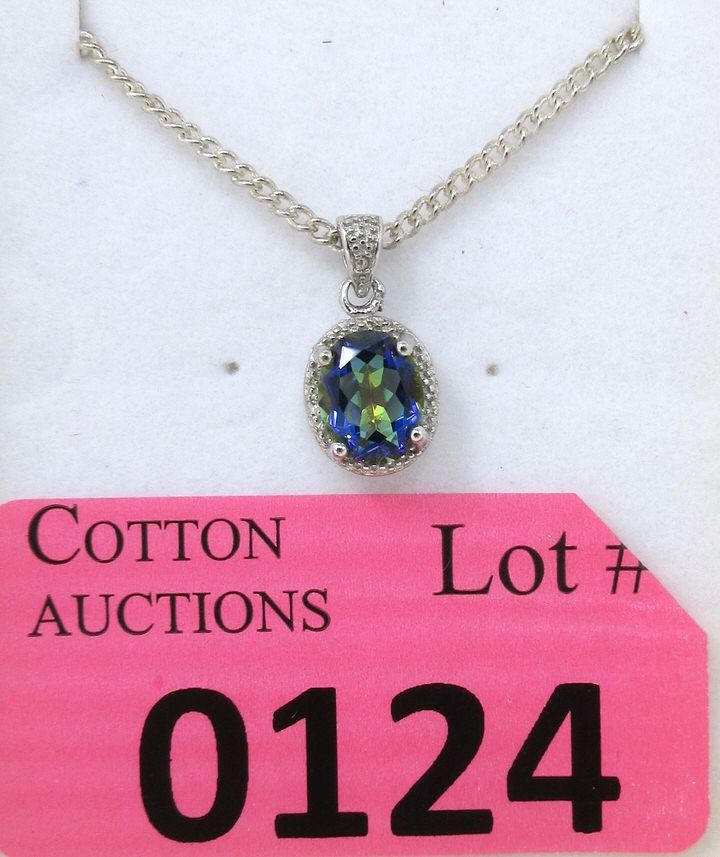 COTTON
AUCTIONS
Lot #
0124